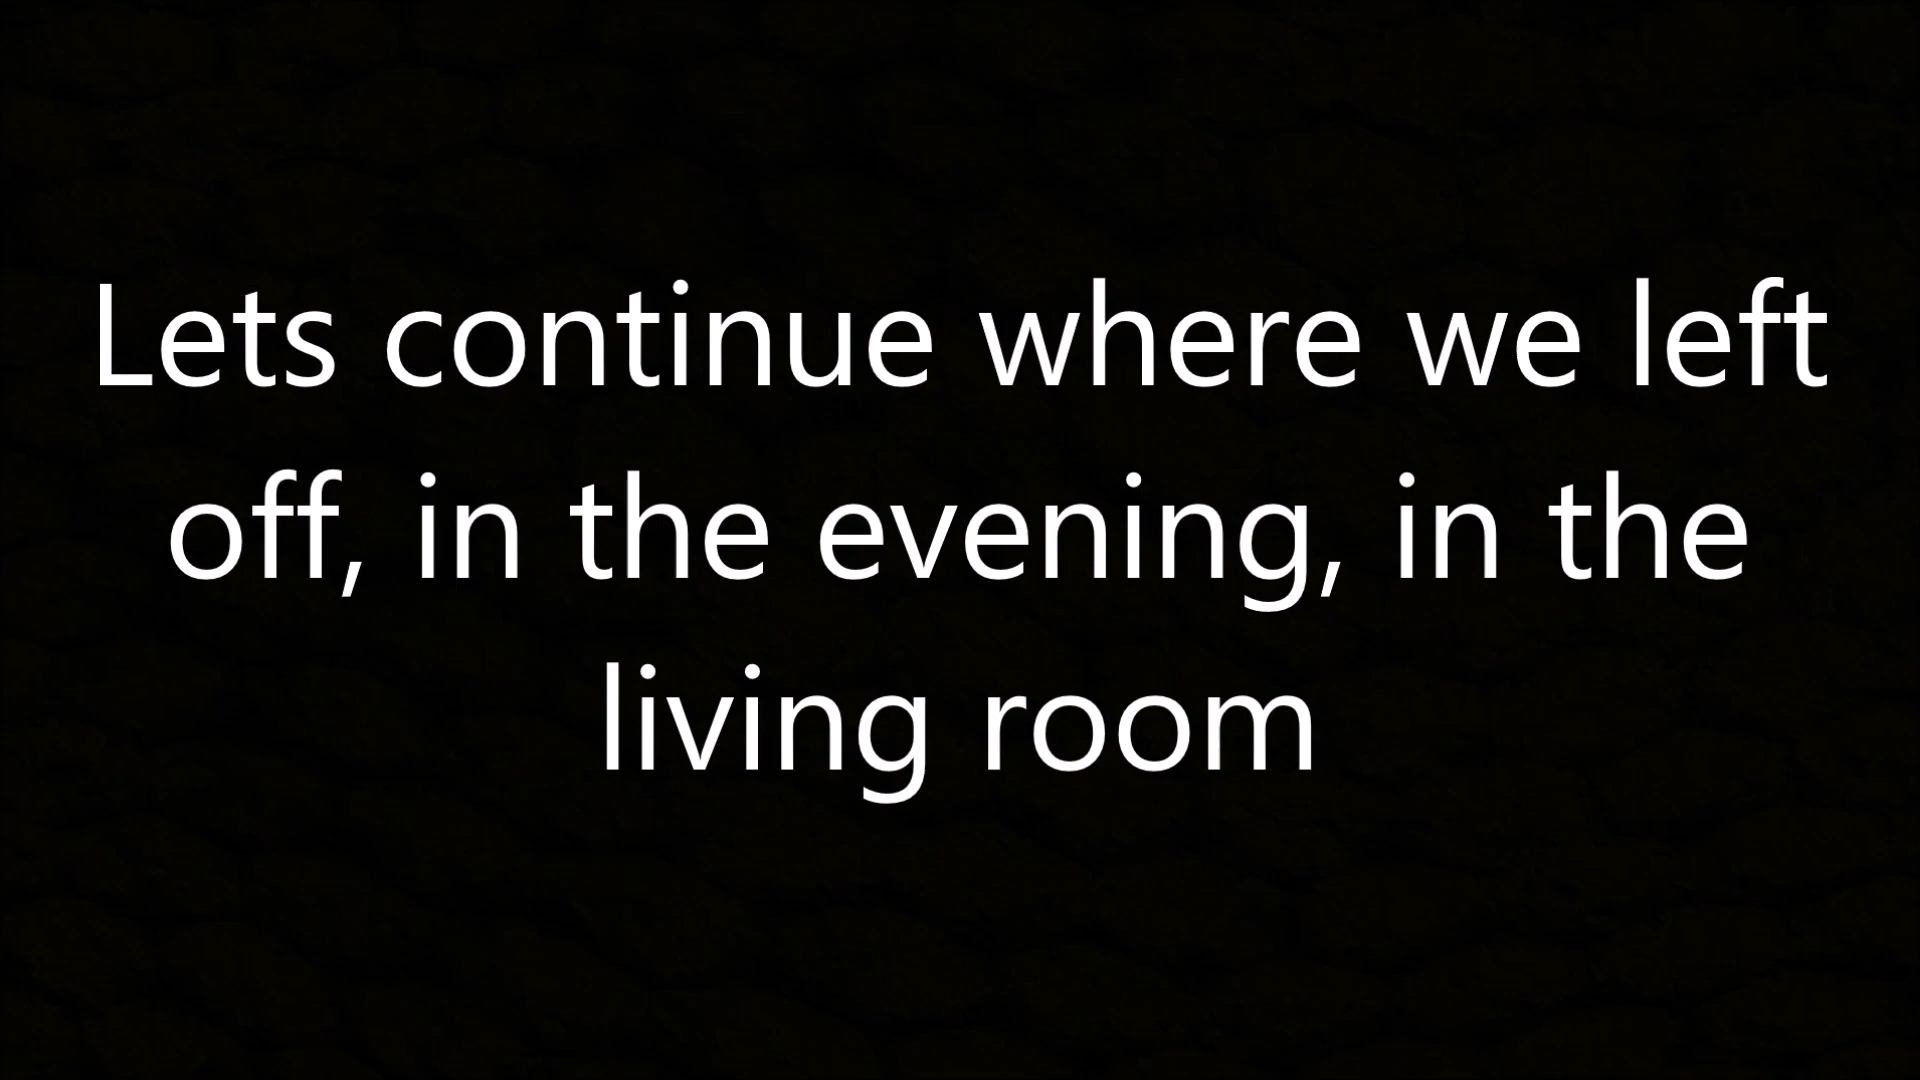 Lets continue where we left
off, in the evening, in the
living room